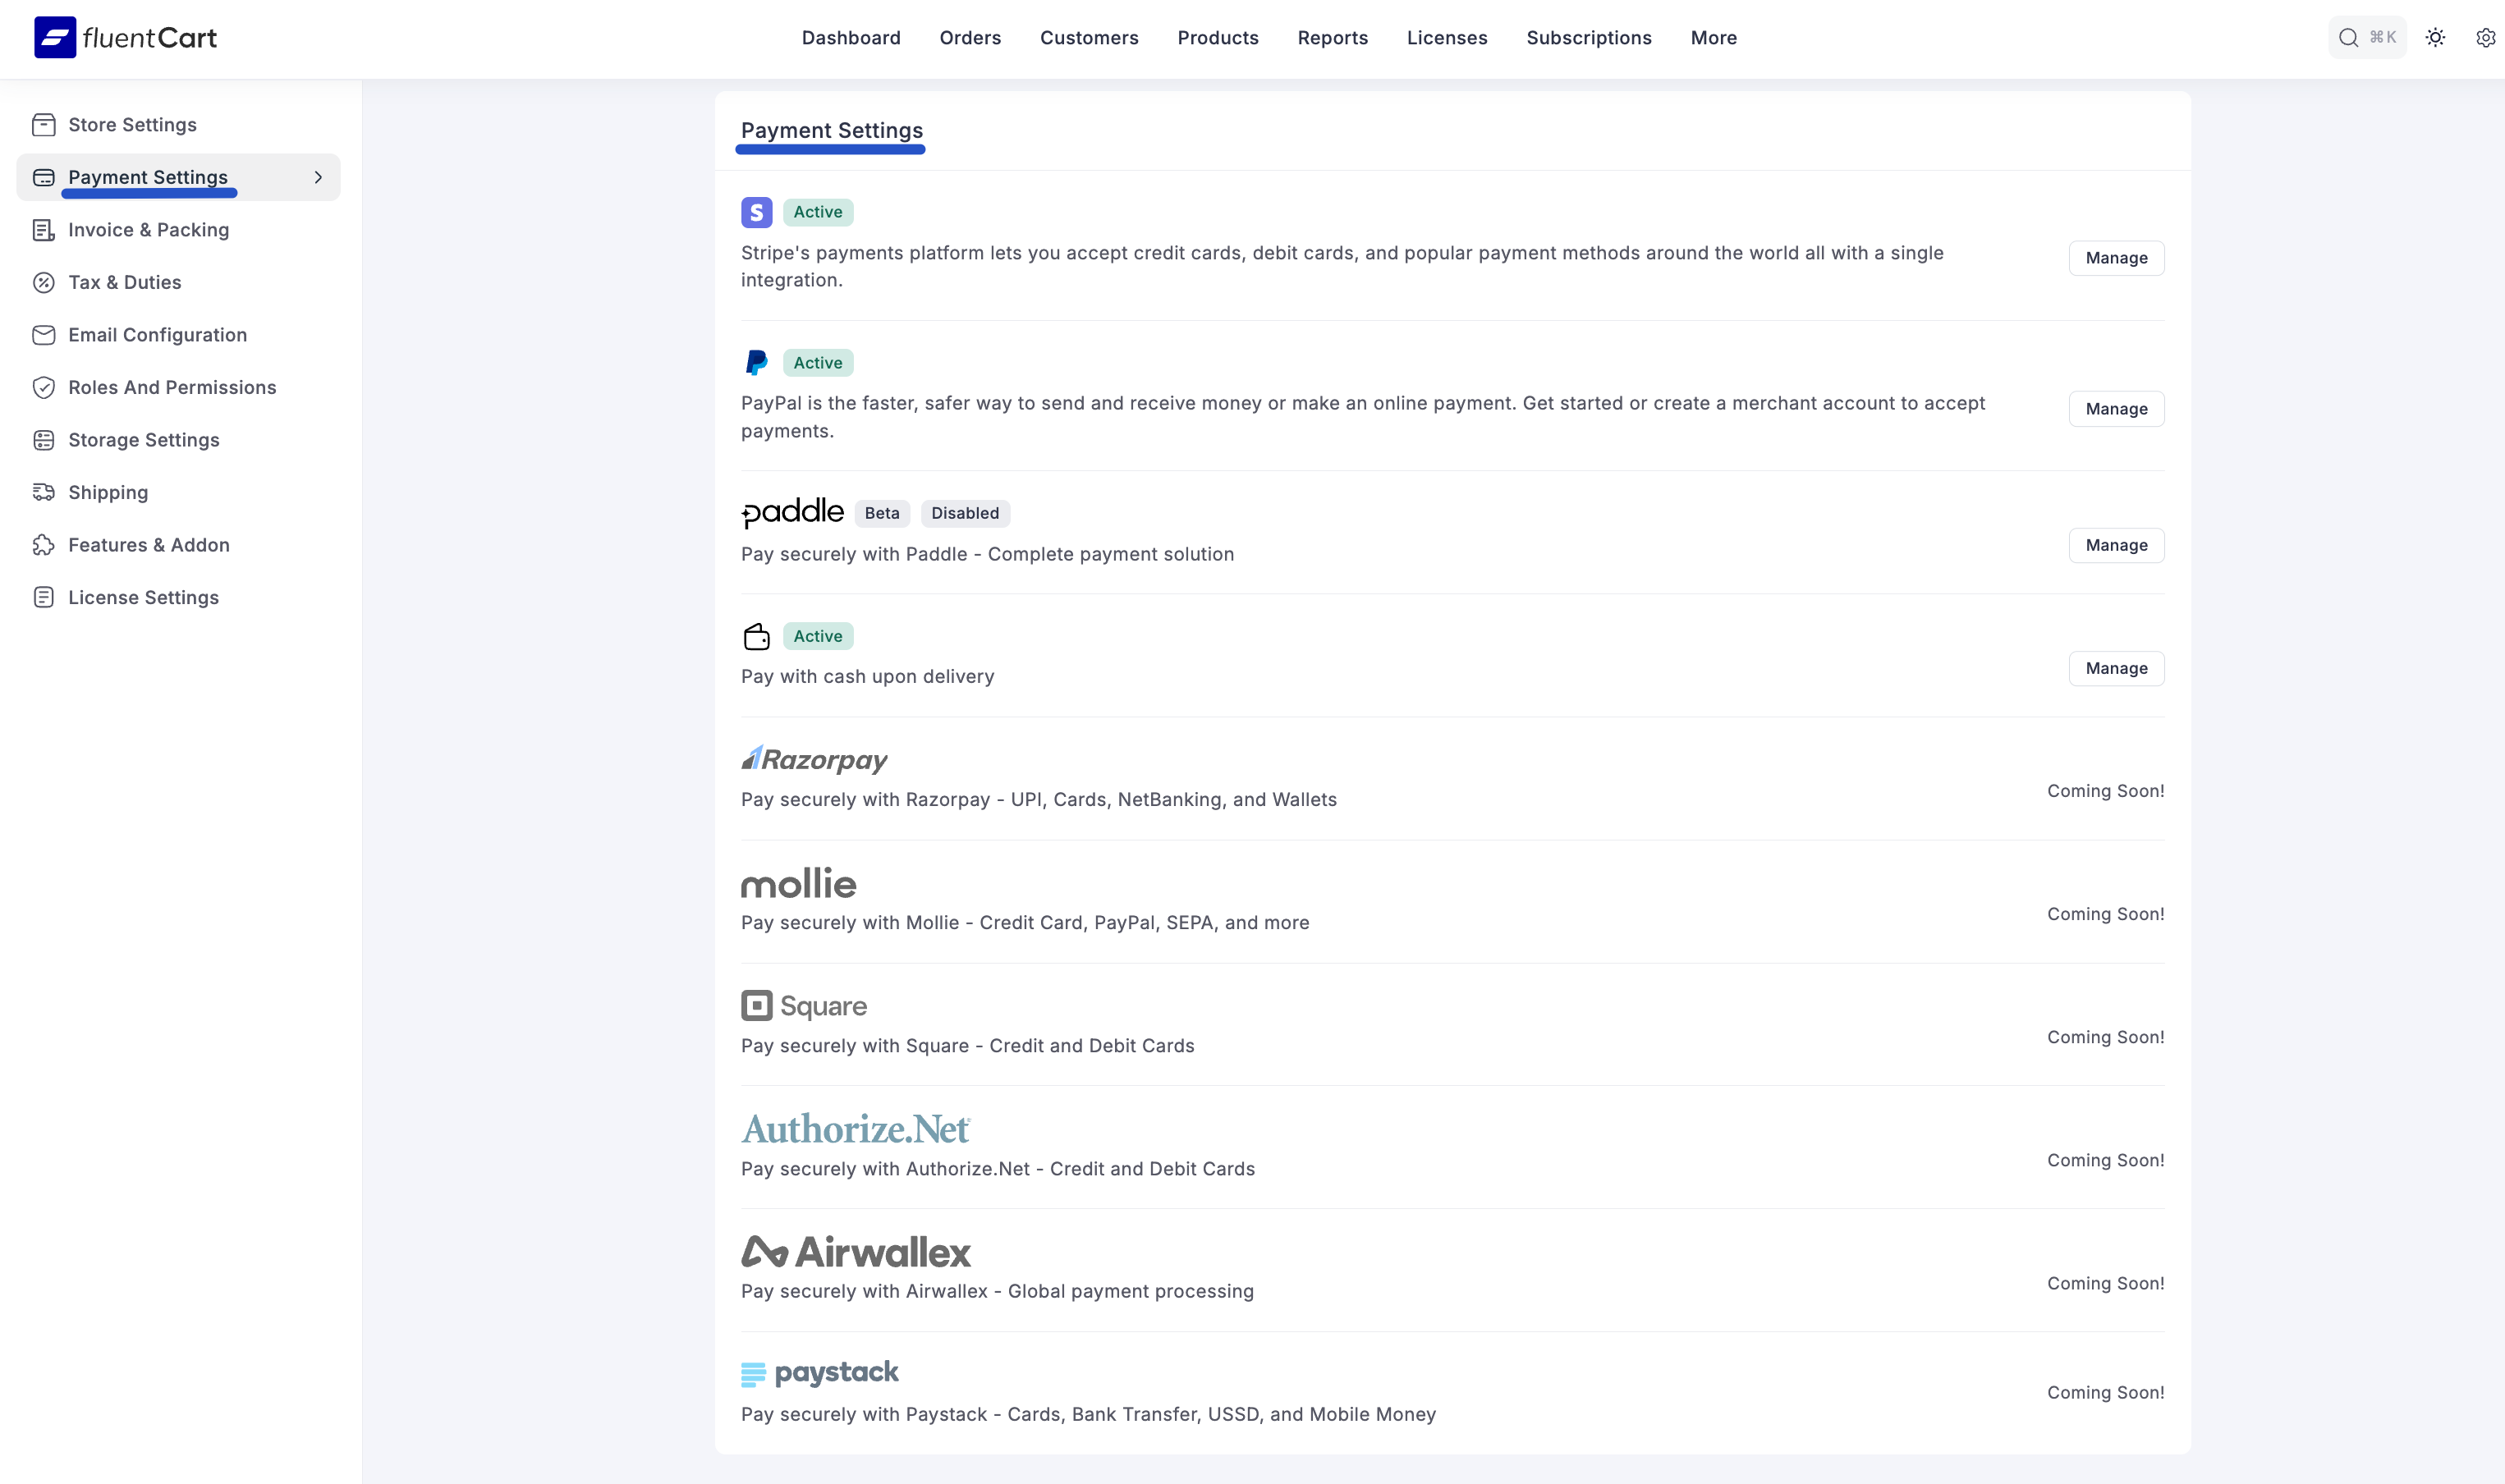 fluentCart
Dashboard
Orders
Customers
Products
Reports
Licenses
Subscriptions
More
⌘ K
Store Settings
Payment Settings
Invoice & Packing
Tax & Duties
Email Configuration
Roles And Permissions
Storage Settings
Shipping
Features & Addon
License Settings
Payment Settings
S Active
Stripe's payments platform lets you accept credit cards, debit cards, and popular payment methods around the world all with a single
integration.
Manage
Active
PayPal is the faster, safer way to send and receive money or make an online payment. Get started or create a merchant account to accept
payments.
Manage
paddle Beta Disabled
Pay securely with Paddle - Complete payment solution
Manage
Active
Pay with cash upon delivery
Manage
Razorpay
Pay securely with Razorpay - UPI, Cards, NetBanking, and Wallets
Coming Soon!
mollie
Pay securely with Mollie - Credit Card, PayPal, SEPA, and more
Coming Soon!
Square
Pay securely with Square - Credit and Debit Cards
Coming Soon!
Authorize.Net
Pay securely with Authorize.Net - Credit and Debit Cards
Coming Soon!
Airwallex
Pay securely with Airwallex - Global payment processing
Coming Soon!
paystack
Pay securely with Paystack - Cards, Bank Transfer, USSD, and Mobile Money
Coming Soon!